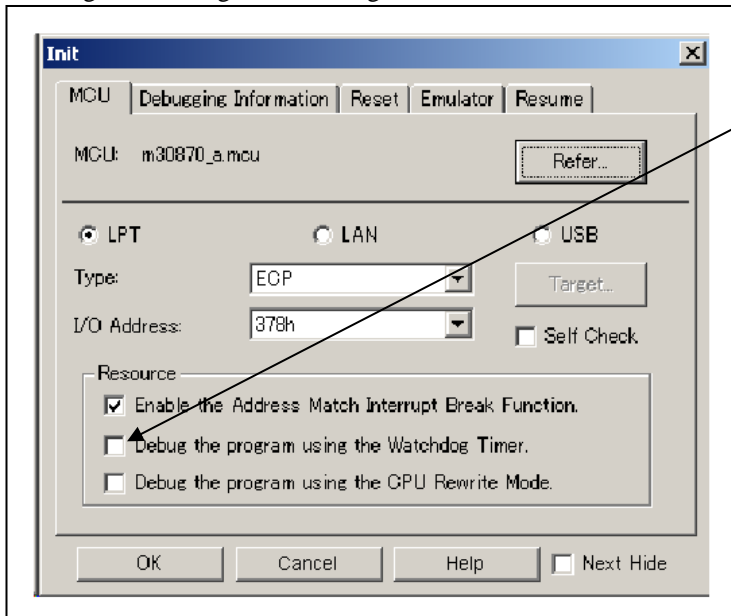 Init
MCU Debugging Information Reset Emulator Resume
MCU: m30870_a.mcu Refer...
LPT LAN USB
Type: ECP Target...
I/O Address: 378h Self Check
Resource
Enable the Address Match Interrupt Break Function.
Debug the program using the Watchdog Timer.
Debug the program using the CPU Rewrite Mode.
OK Cancel Help Next Hide